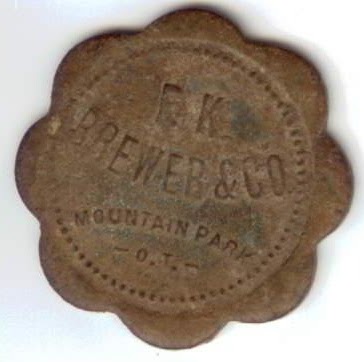 F. K.
BREWER & CO.
MOUNTAIN PARK
— O.T. —